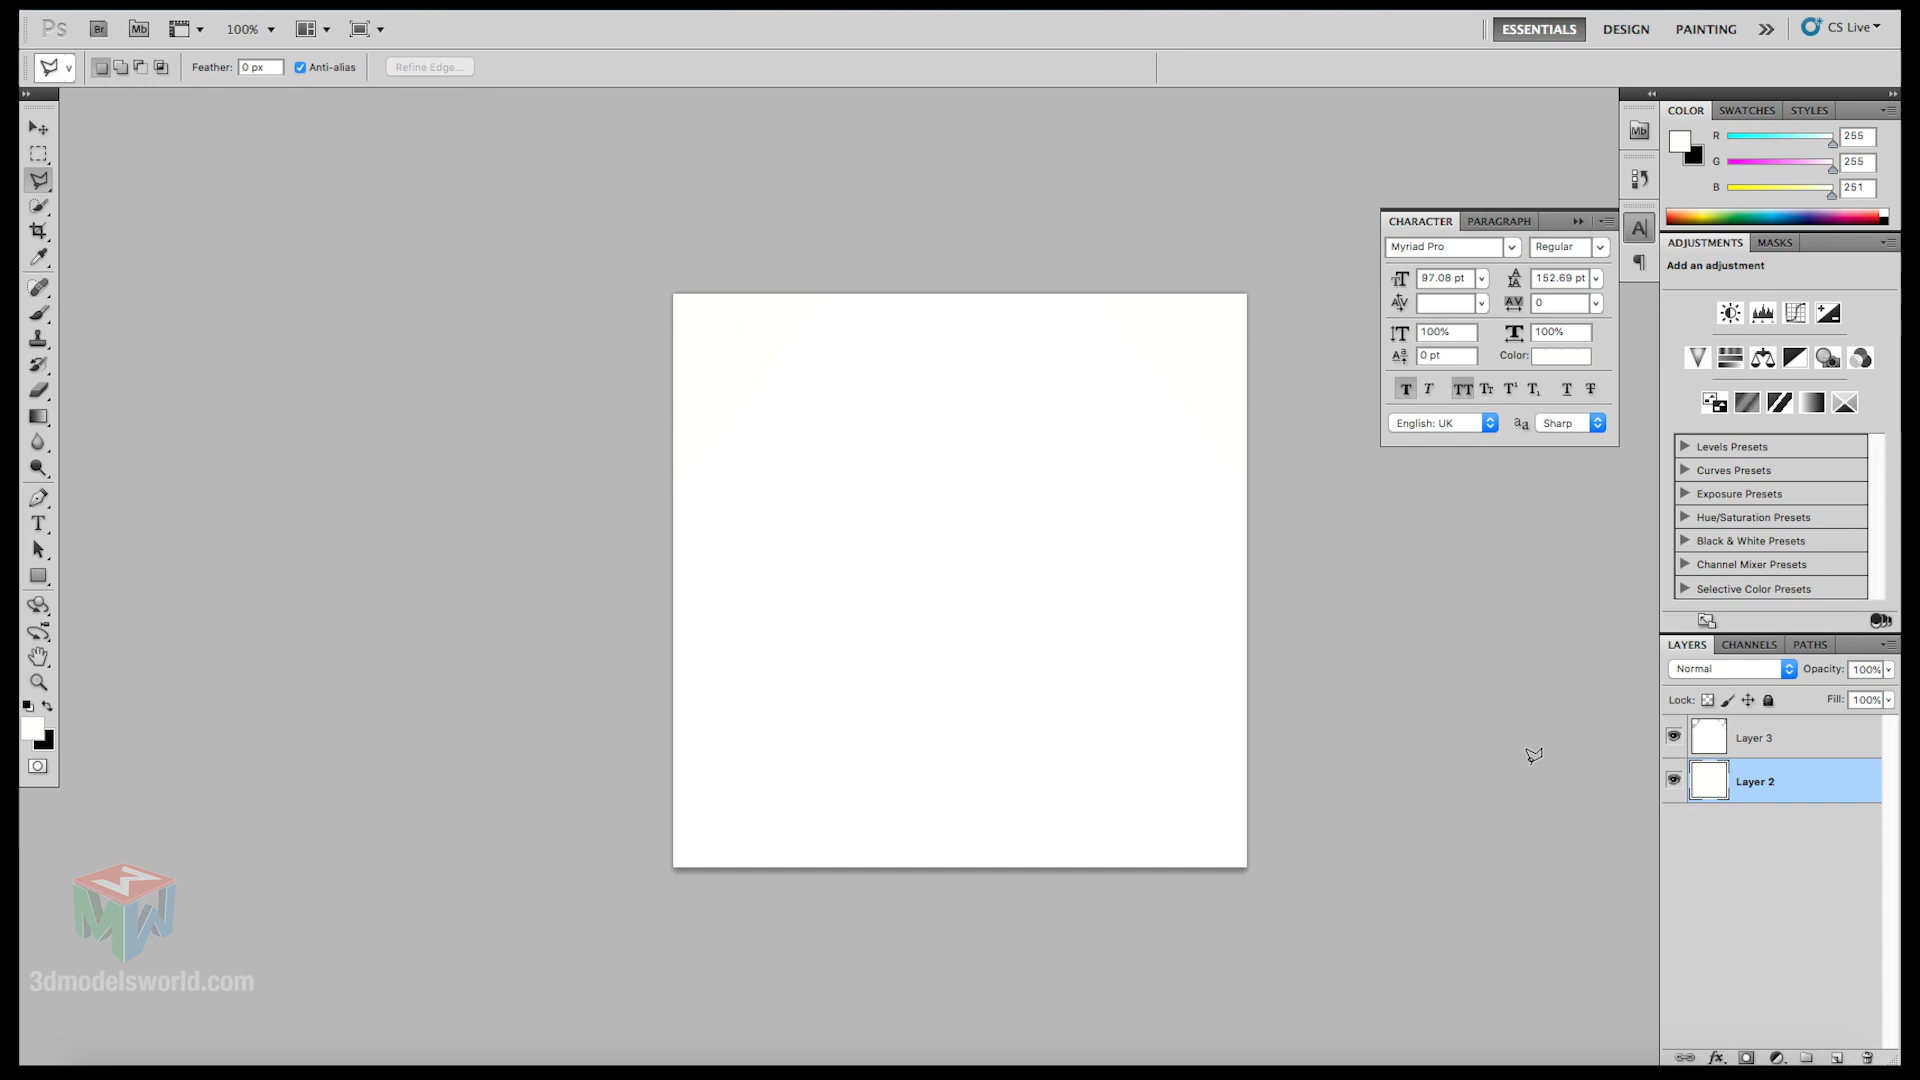 Ps Br Mb 100% ESSENTIALS DESIGN PAINTING CS Live
Feather: 0 px Anti-alias Refine Edge...
COLOR SWATCHES STYLES
Mb
R 255
G 255
B 251
CHARACTER PARAGRAPH
Myriad Pro Regular
97.08 pt 152.69 pt
0
100% 100%
0 pt Color:
English: UK Sharp
ADJUSTMENTS MASKS
Add an adjustment
Levels Presets
Curves Presets
Exposure Presets
Hue/Saturation Presets
Black & White Presets
Channel Mixer Presets
Selective Color Presets
LAYERS CHANNELS PATHS
Normal Opacity: 100%
Lock: Fill: 100%
Layer 3
Layer 2
MW
3dmodelsworld.com